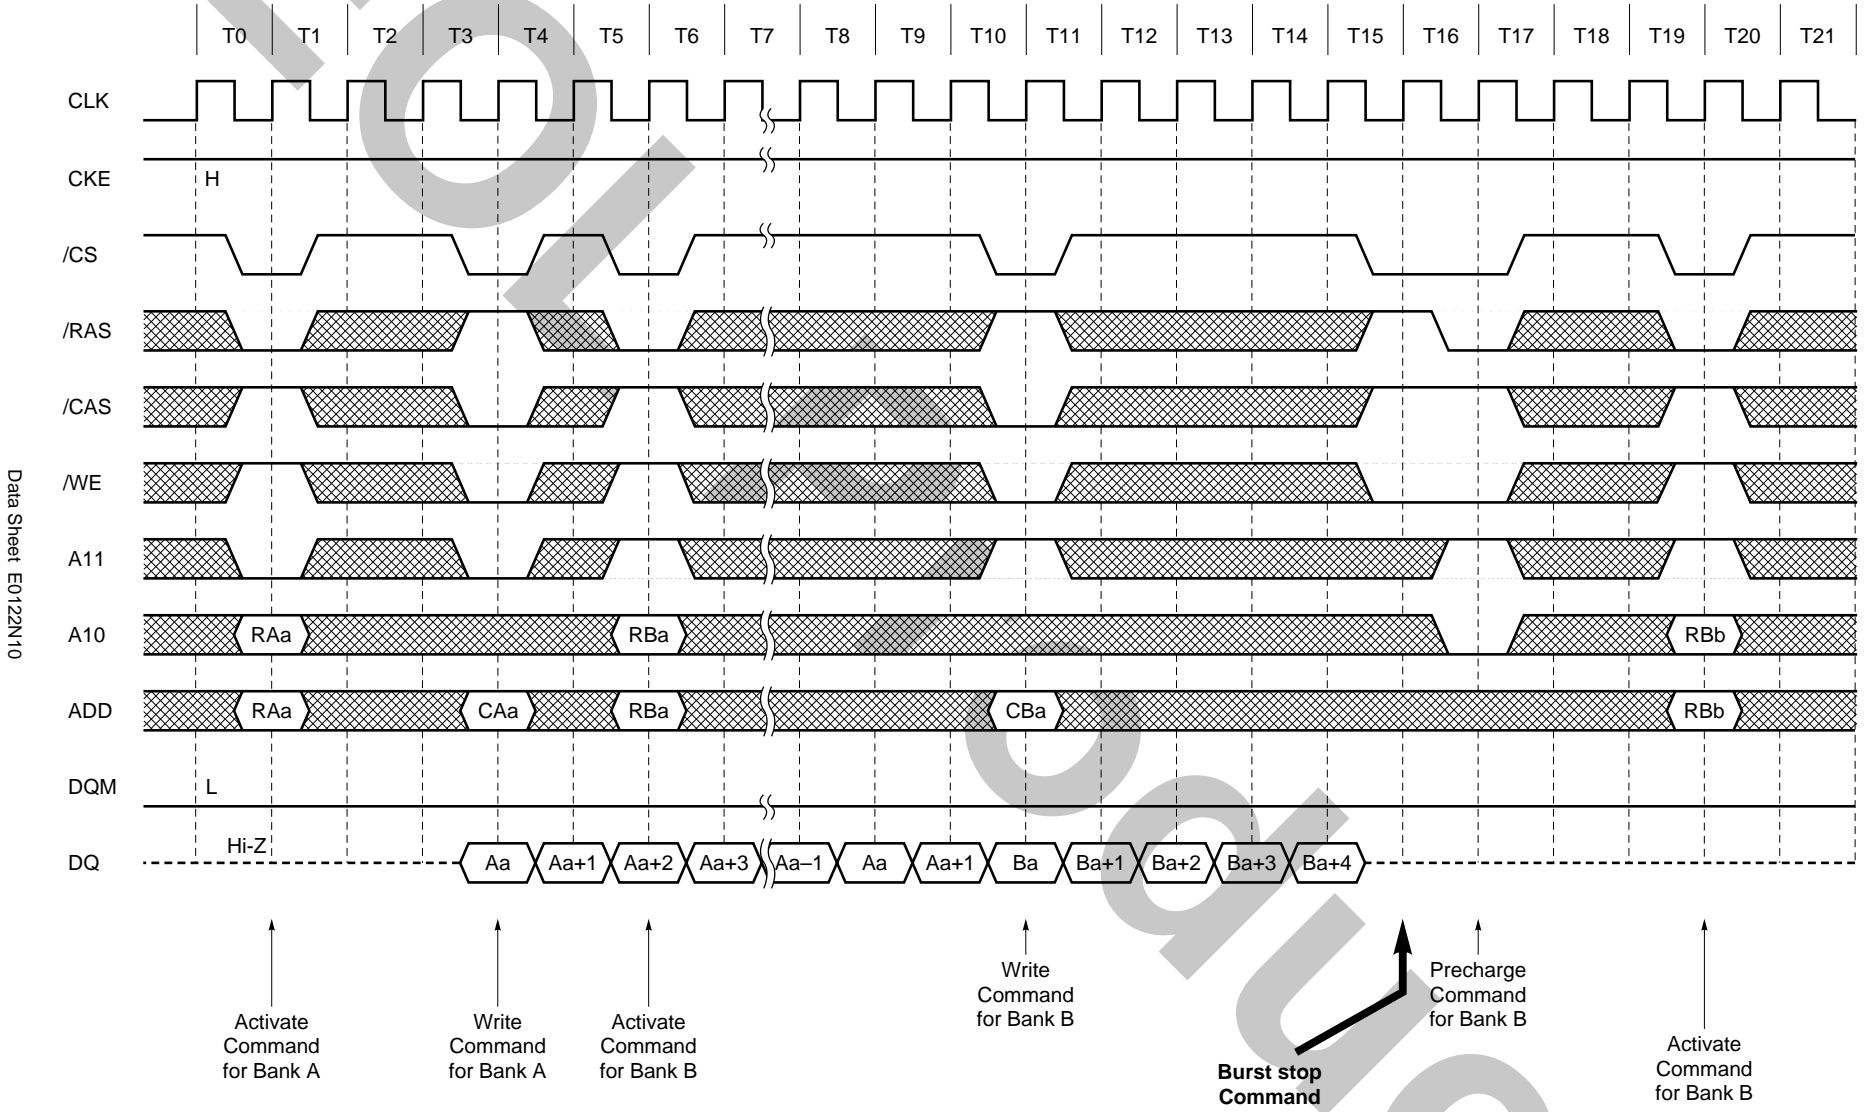 T0 T1 T2 T3 T4 T5 T6 T7 T8 T9 T10 T11 T12 T13 T14 T15 T16 T17 T18 T19 T20 T21
CLK
CKE H
/CS
/RAS
/CAS
/WE
A11
A10 RAa RBa RBb
ADD RAa CAa RBa CBa RBb
DQM L
Hi-Z
DQ Aa Aa+1 Aa+2 Aa+3 Aa–1 Aa Aa+1 Ba Ba+1 Ba+2 Ba+3 Ba+4
Activate
Command
for Bank A
Write
Command
for Bank A
Activate
Command
for Bank B
Write
Command
for Bank B
Burst stop
Command
Precharge
Command
for Bank B
Activate
Command
for Bank B
Data Sheet E0122N10